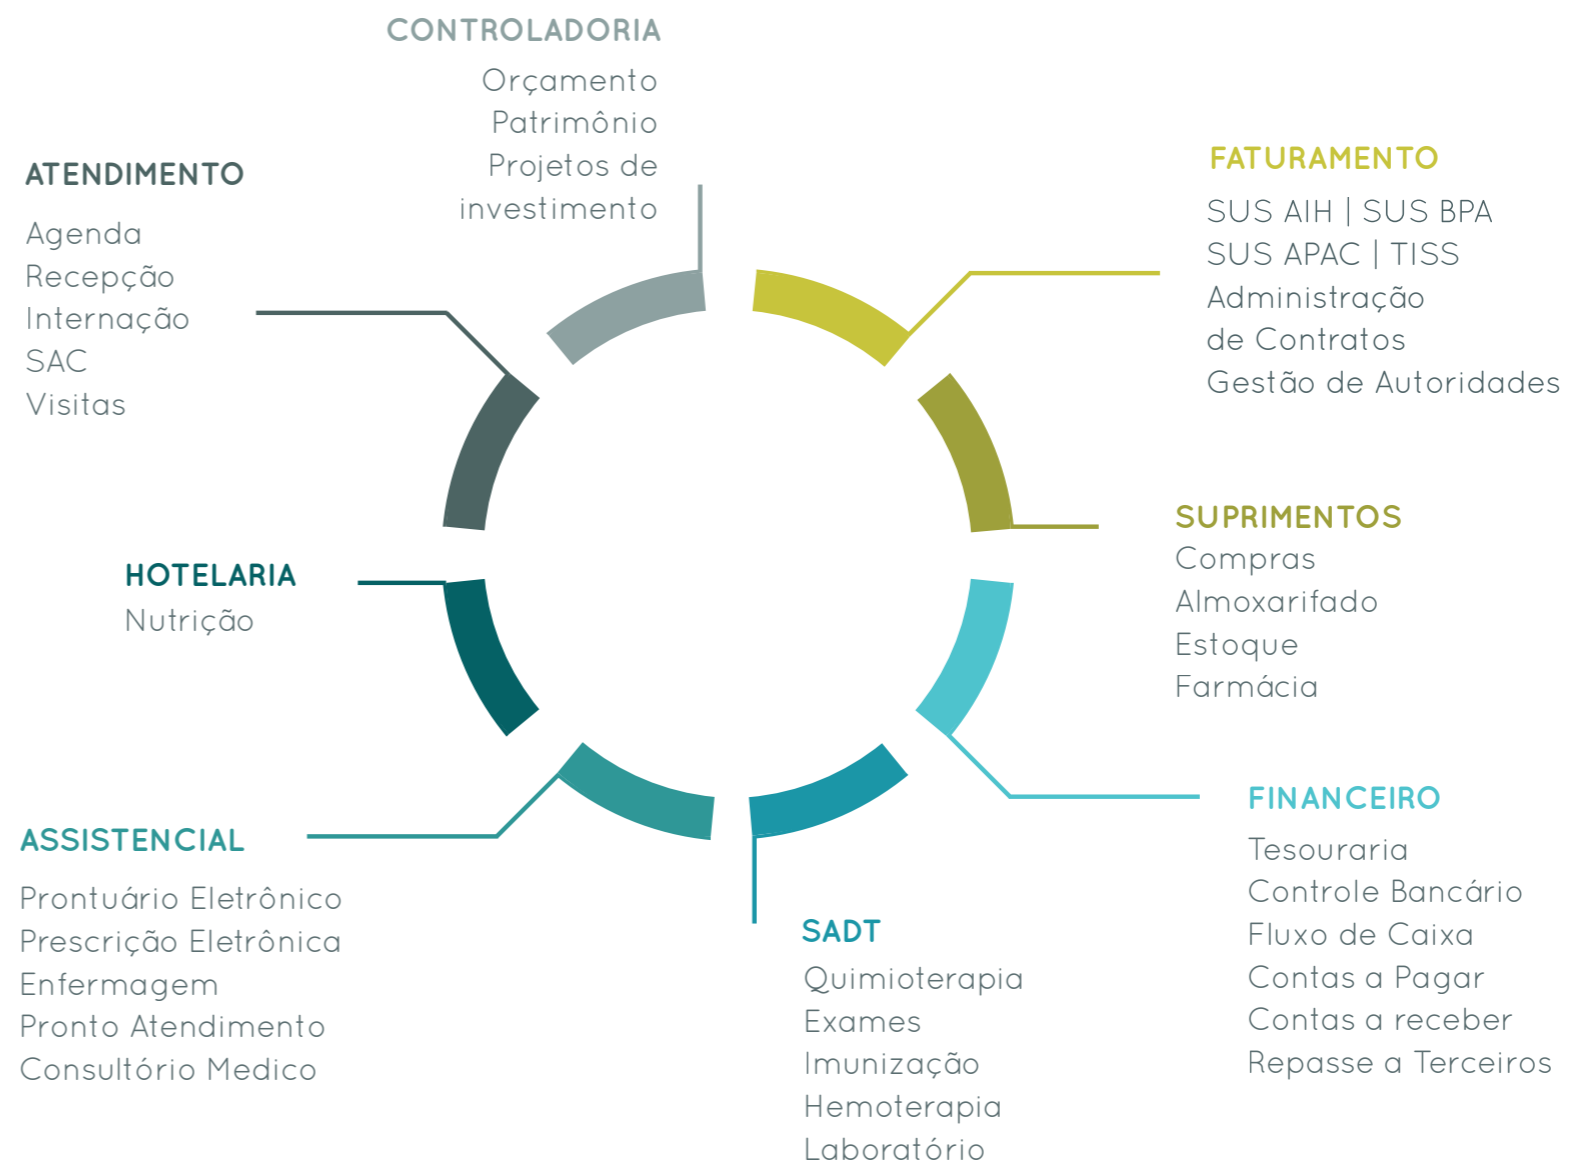 CONTROLADORIA
Orçamento
Patrimônio
Projetos de
investimento
FATURAMENTO
SUS AIH | SUS BPA
SUS APAC | TISS
Administração
de Contratos
Gestão de Autoridades
SUPRIMENTOS
Compras
Almoxarifado
Estoque
Farmácia
FINANCEIRO
Tesouraria
Controle Bancário
Fluxo de Caixa
Contas a Pagar
Contas a receber
Repasse a Terceiros
SADT
Quimioterapia
Exames
Imunização
Hemoterapia
Laboratório
ASSISTENCIAL
Prontuário Eletrônico
Prescrição Eletrônica
Enfermagem
Pronto Atendimento
Consultório Medico
HOTELARIA
Nutrição
ATENDIMENTO
Agenda
Recepção
Internação
SAC
Visitas